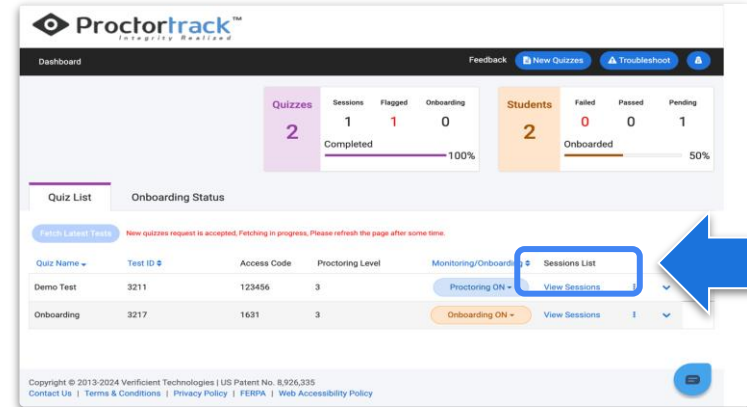 Proctortrack™
Integrity Realized
Dashboard
Feedback
New Quizzes
Troubleshoot
Quizzes
2
Sessions Flagged Onboarding
1 1 0
Completed
100%
Students
2
Failed Passed Pending
0 0 1
Onboarded
50%
Quiz List Onboarding Status
Fetch Latest Tests New quizzes request is accepted, Fetching in progress, Please refresh the page after some time.
Quiz Name Test ID Access Code Proctoring Level Monitoring/Onboarding Sessions List
Demo Test 3211 123456 3 Proctoring ON View Sessions
Onboarding 3217 1631 3 Onboarding ON View Sessions
Copyright © 2013-2024 Verificient Technologies | US Patent No. 8,926,335
Contact Us | Terms & Conditions | Privacy Policy | FERPA | Web Accessibility Policy